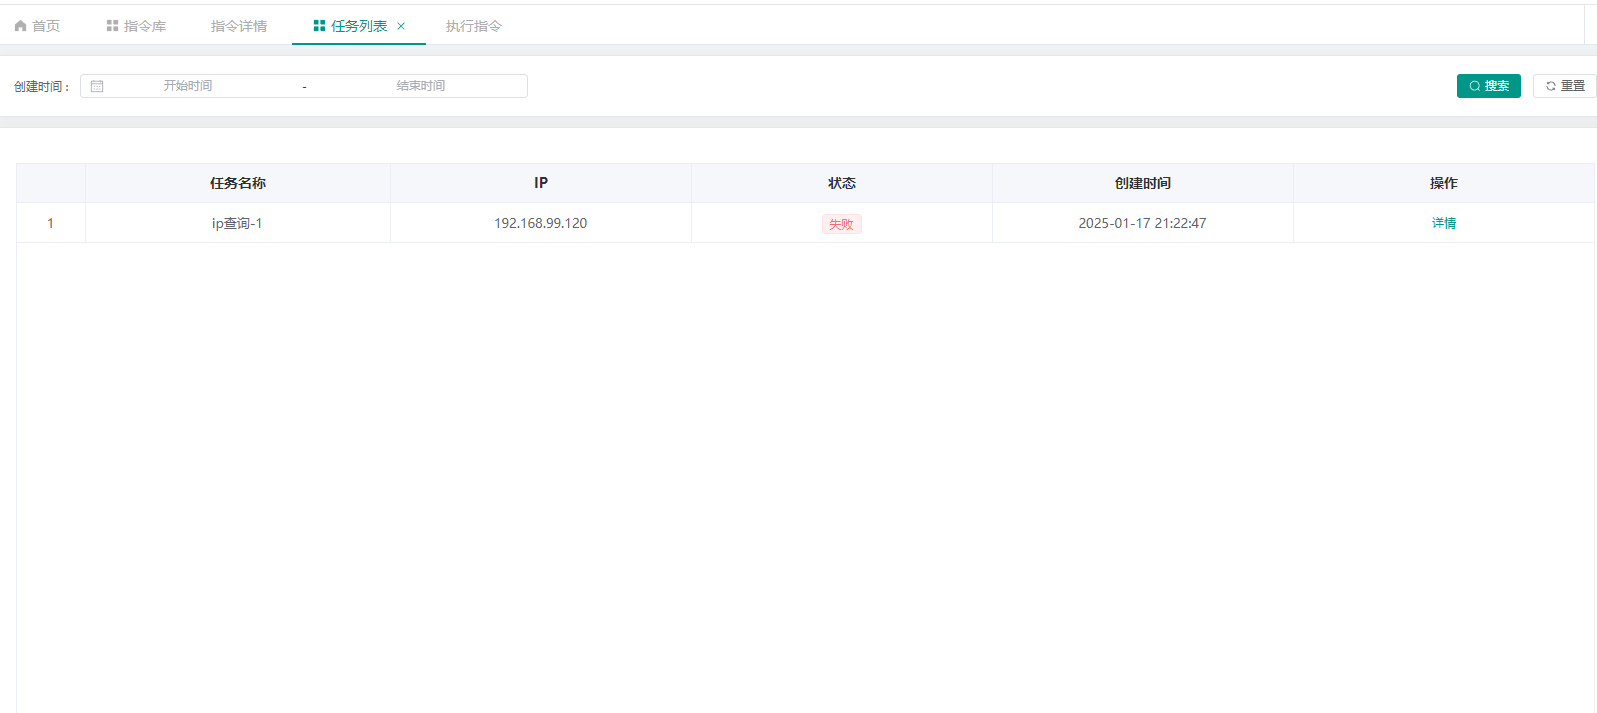 首页 指令库 指令详情 任务列表 × 执行指令
创建时间： 开始时间 - 结束时间 搜索 重置
任务名称 IP 状态 创建时间 操作
1 ip查询-1 192.168.99.120 失败 2025-01-17 21:22:47 详情